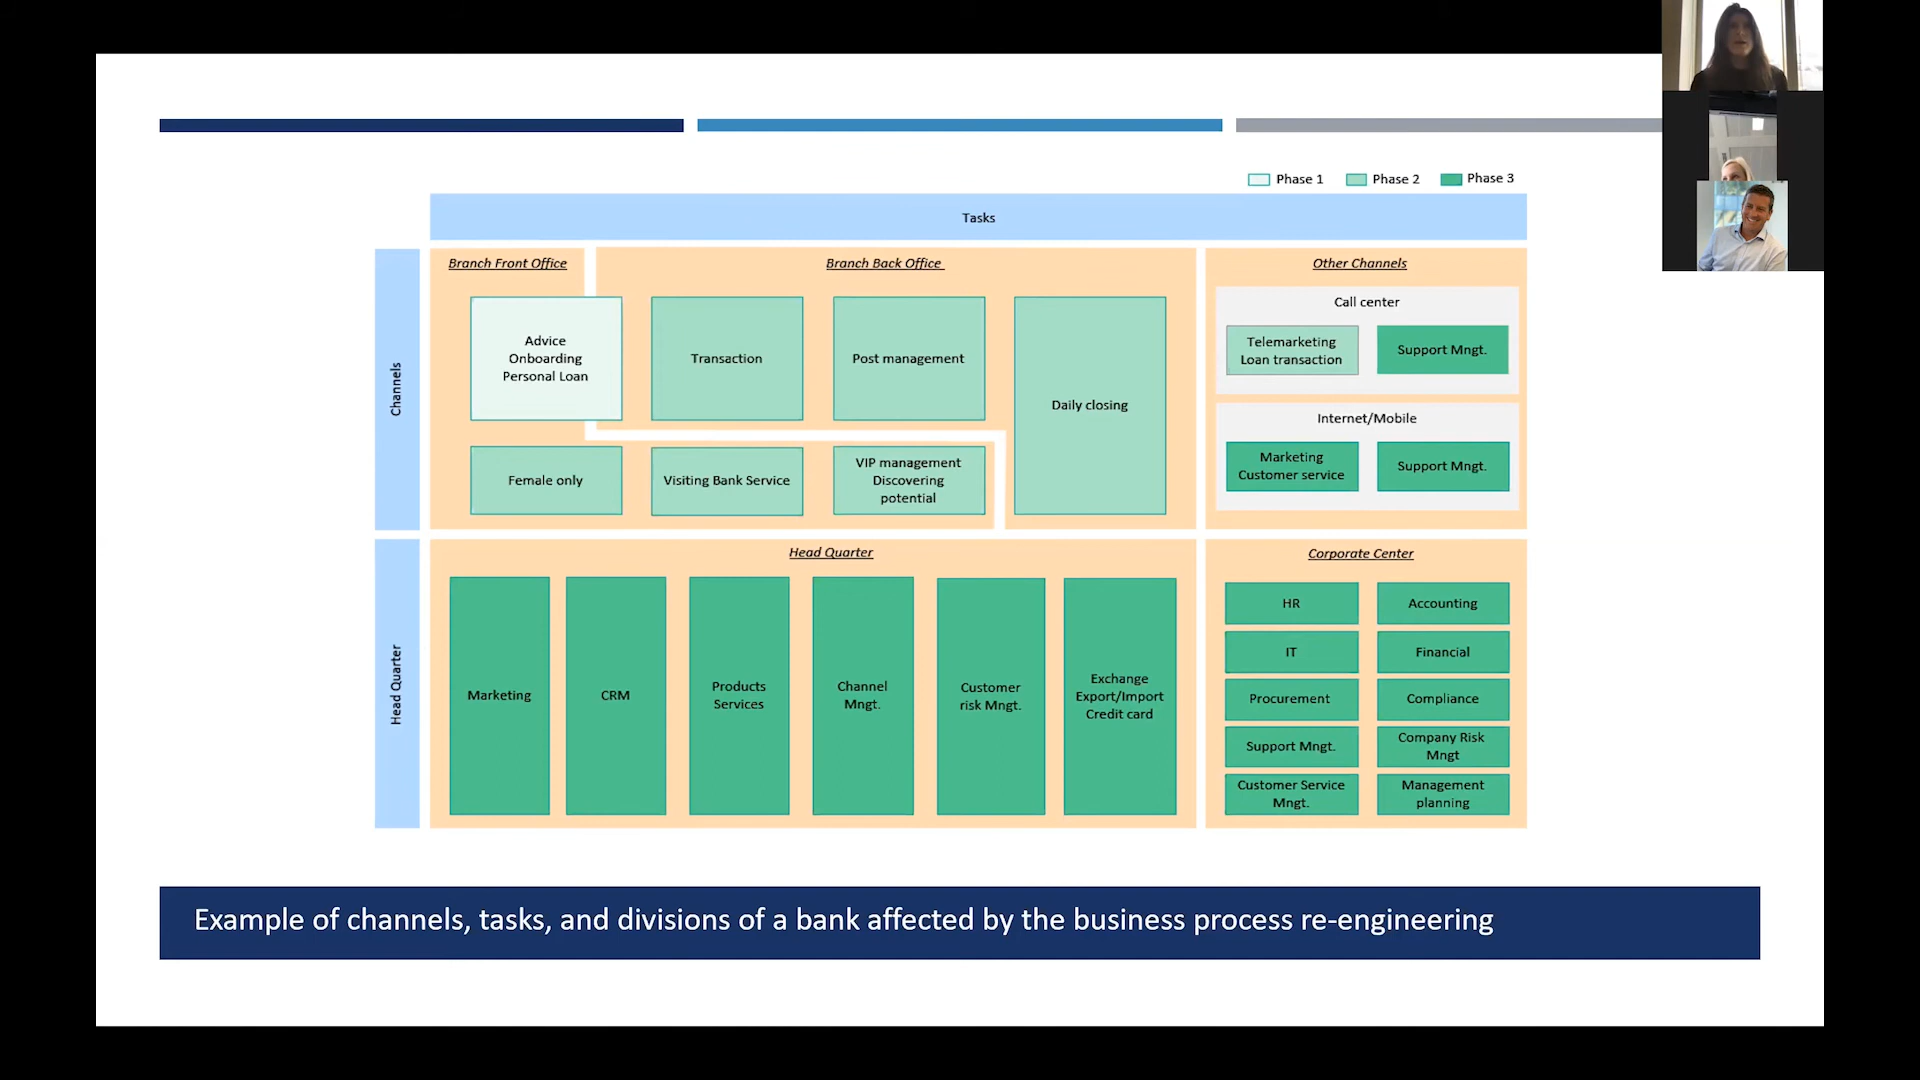 Phase 1
Phase 2
Phase 3
Tasks
Channels
Branch Front Office
Branch Back Office
Other Channels
Advice
Onboarding
Personal Loan
Transaction
Post management
Daily closing
Female only
Visiting Bank Service
VIP management
Discovering
potential
Call center
Telemarketing
Loan transaction
Support Mngt.
Internet/Mobile
Marketing
Customer service
Support Mngt.
Head Quarter
Head Quarter
Marketing
CRM
Products
Services
Channel
Mngt.
Customer
risk Mngt.
Exchange
Export/Import
Credit card
Corporate Center
HR
Accounting
IT
Financial
Procurement
Compliance
Support Mngt.
Company Risk
Mngt
Customer Service
Mngt.
Management
planning
Example of channels, tasks, and divisions of a bank affected by the business process re-engineering